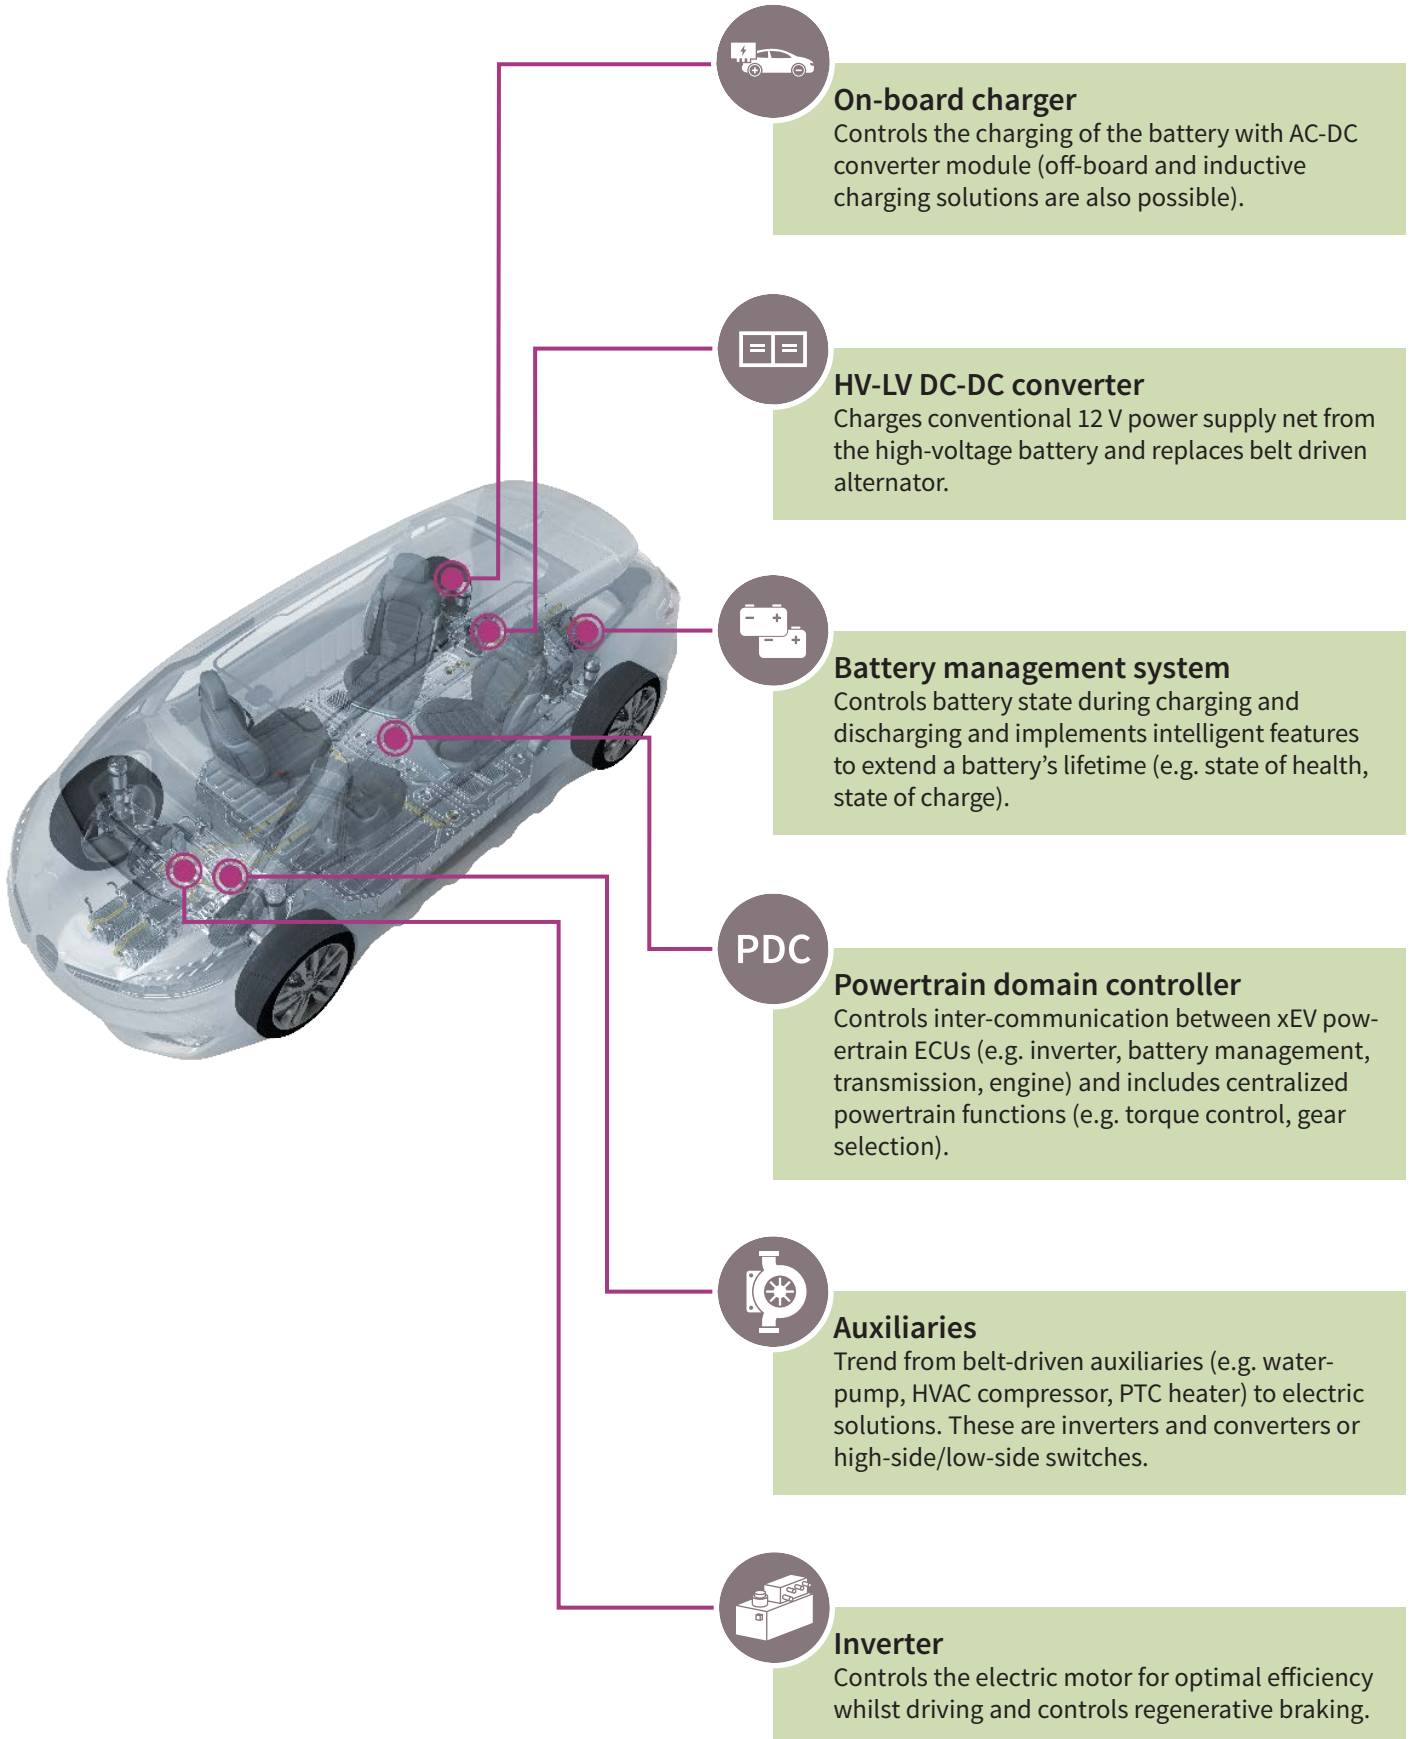 On-board charger
Controls the charging of the battery with AC-DC
converter module (off-board and inductive
charging solutions are also possible).
HV-LV DC-DC converter
Charges conventional 12 V power supply net from
the high-voltage battery and replaces belt driven
alternator.
Battery management system
Controls battery state during charging and
discharging and implements intelligent features
to extend a battery’s lifetime (e.g. state of health,
state of charge).
PDC
Powertrain domain controller
Controls inter-communication between xEV pow-
ertrain ECUs (e.g. inverter, battery management,
transmission, engine) and includes centralized
powertrain functions (e.g. torque control, gear
selection).
Auxiliaries
Trend from belt-driven auxiliaries (e.g. water-
pump, HVAC compressor, PTC heater) to electric
solutions. These are inverters and converters or
high-side/low-side switches.
Inverter
Controls the electric motor for optimal efficiency
whilst driving and controls regenerative braking.